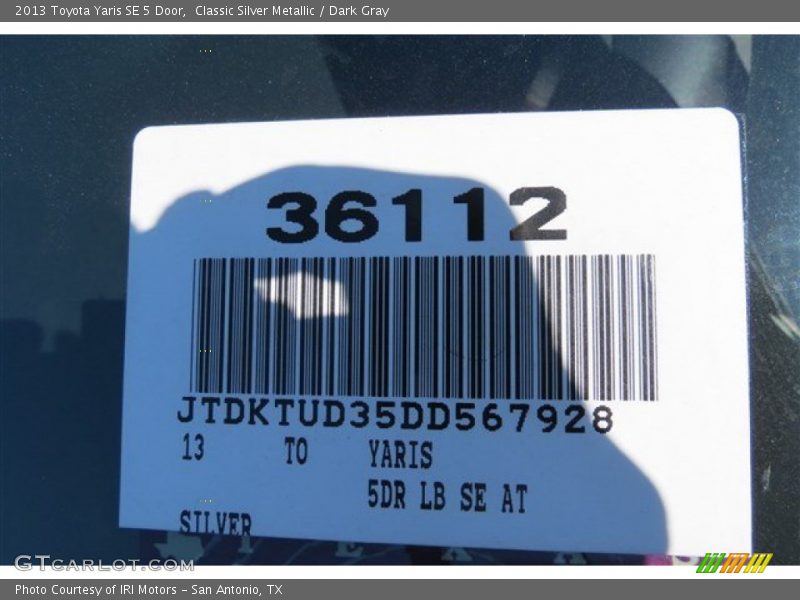 2013 Toyota Yaris SE 5 Door,  Classic Silver Metallic / Dark Gray
36112
JTDKTUD35DD567928
13 TO YARIS
5DR LB SE AT
SILVER
GTcarlot.com
Photo Courtesy of IRI Motors – San Antonio, TX